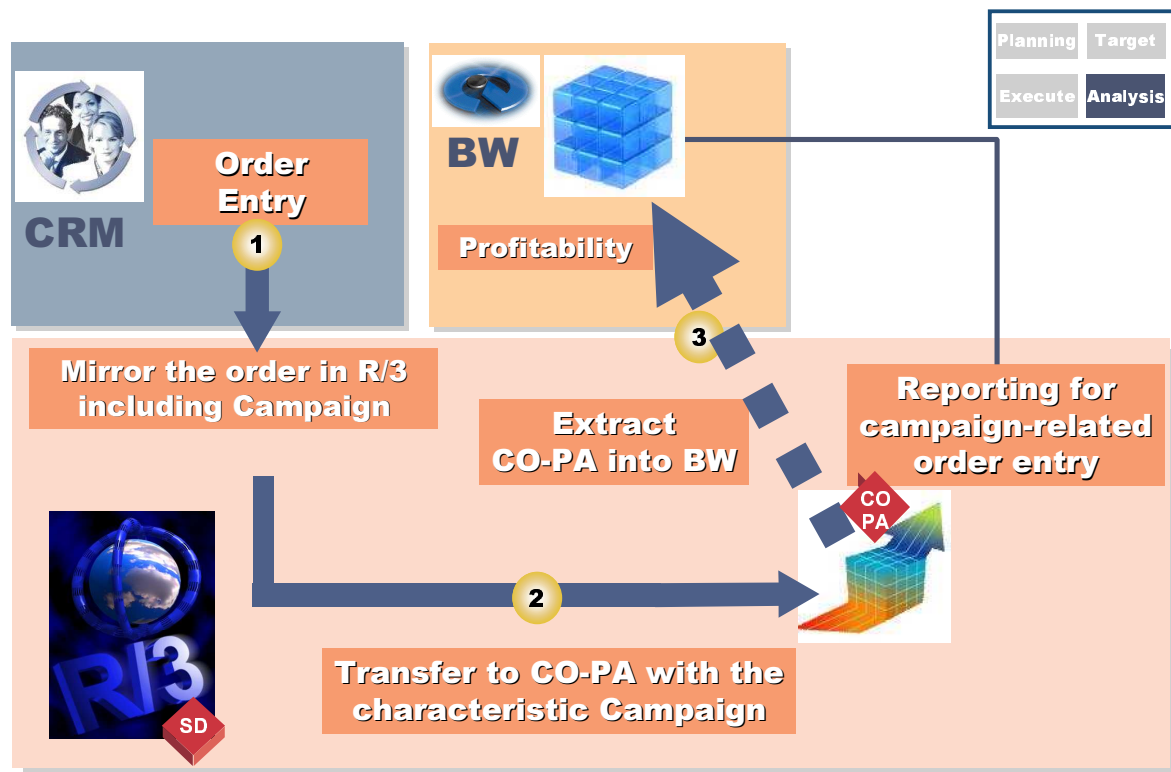 Planning Target
Execute Analysis
CRM
Order
Entry
1
BW
Profitability
3
Mirror the order in R/3
including Campaign
Extract
CO-PA into BW
Reporting for
campaign-related
order entry
CO
PA
2
R/3
SD
Transfer to CO-PA with the
characteristic Campaign